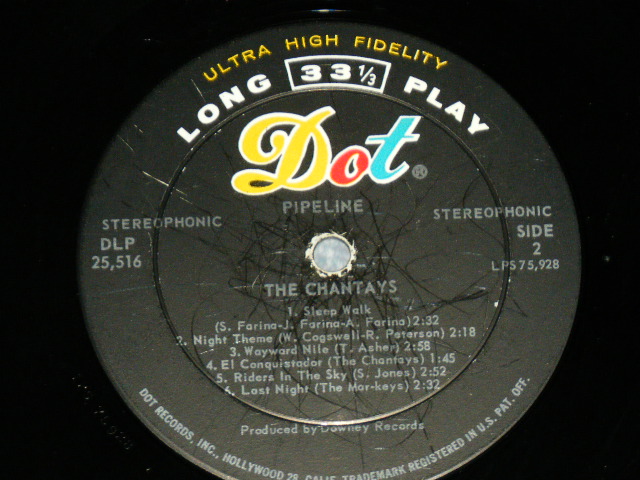 ULTRA HIGH FIDELITY
LONG 33 1/3 PLAY
Dot®
PIPELINE
STEREOPHONIC
DLP
25,516
STEREOPHONIC
SIDE
2
LPS 75,928
THE CHANTAYS
1. Sleep Walk
(S. Farina-J. Farina-A. Farina) 2:32
2. Night Theme (W. Cogswell-R. Peterson) 2:18
3. Wayward Nile (T. Asher) 2:58
4. El Conquistador (The Chantays) 1:45
5. Riders In The Sky (S. Jones) 2:52
6. Last Night (The Mar-keys) 2:32
Produced by Downey Records
DOT RECORDS, INC., HOLLYWOOD 28, CALIF. TRADEMARK REGISTERED IN U.S. PAT. OFF.